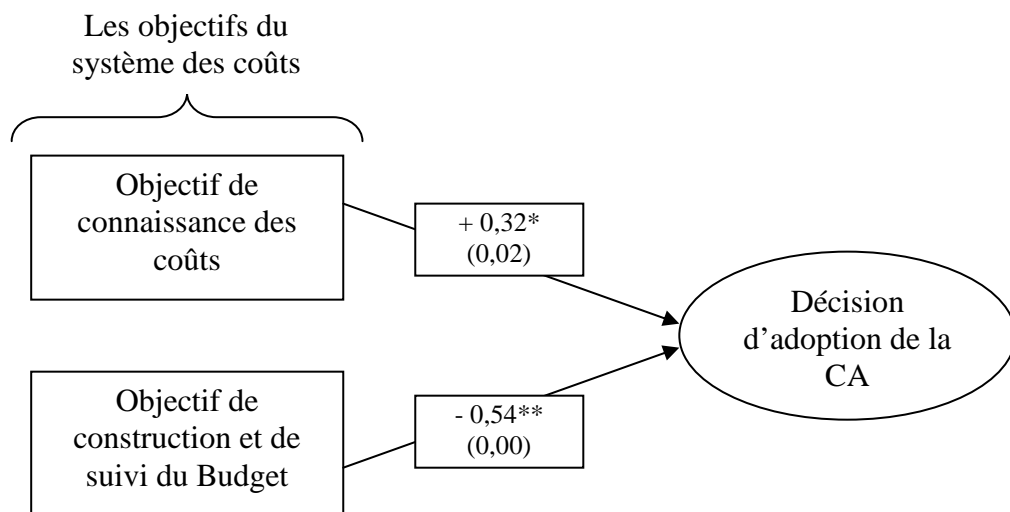 Les objectifs du
système des coûts
Objectif de
connaissance des
coûts
+ 0,32*
(0,02)
Décision
d’adoption de la
CA
Objectif de
construction et de
suivi du Budget
- 0,54**
(0,00)